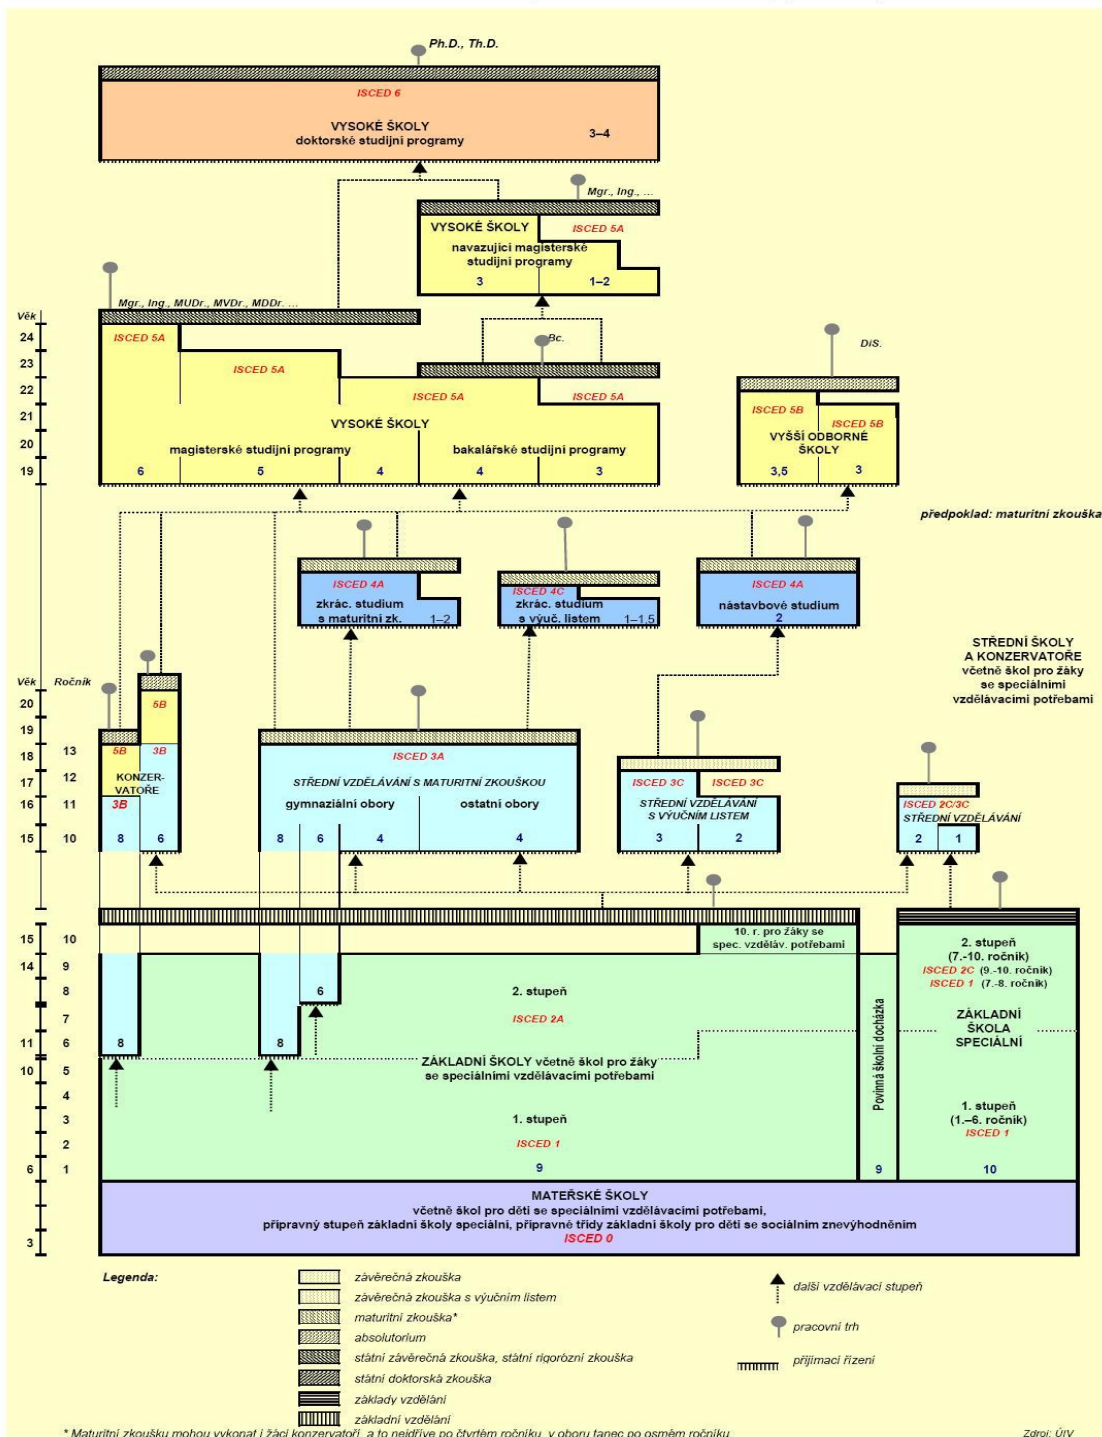 Ph.D., Th.D.
ISCED 6
VYSOKÉ ŠKOLY
doktorské studijní programy
3–4
Mgr., Ing., ...
VYSOKÉ ŠKOLY
ISCED 5A
navazující magisterské
studijní programy
3
1–2
Mgr., Ing., MUDr., MVDr., MDDr. ...
Věk
24
23
22
21
20
19
ISCED 5A
ISCED 5A
ISCED 5A
ISCED 5A
Bc.
VYSOKÉ ŠKOLY
magisterské studijní programy
bakalářské studijní programy
6
5
4
4
3
DiS.
ISCED 5B
ISCED 5B
VYŠŠÍ ODBORNÉ
ŠKOLY
3,5
3
předpoklad: maturitní zkouška
ISCED 4A
zkrác. studium
s maturitní zk.
1–2
ISCED 4C
zkrác. studium
s výuč. listem
1–1,5
ISCED 4A
nástavbové studium
2
STŘEDNÍ ŠKOLY
A KONZERVATOŘE
včetně škol pro žáky
se speciálními
vzdělávacími potřebami
Věk
Ročník
20
19
18 13
17 12
16 11
15 10
5B
5B
3B
KONZER-
VATOŘE
3B
8
6
ISCED 3A
STŘEDNÍ VZDĚLÁVÁNÍ S MATURITNÍ ZKOUŠKOU
gymnaziální obory
ostatní obory
8
6
4
4
ISCED 3C
ISCED 3C
STŘEDNÍ VZDĚLÁVÁNÍ
S VÝUČNÍM LISTEM
3
2
ISCED 2C/3C
STŘEDNÍ VZDĚLÁVÁNÍ
2
1
15 10
14 9
8
7
11 6
10 5
4
3
2
6 1
3
10. r. pro žáky se
spec. vzděláv. potřebami
8
8
6
2. stupeň
ISCED 2A
ZÁKLADNÍ ŠKOLY včetně škol pro žáky
se speciálními vzdělávacími potřebami
1. stupeň
ISCED 1
9
Povinná školní docházka
9
2. stupeň
(7.-10. ročník)
ISCED 2C (9.-10. ročník)
ISCED 1 (7.-8. ročník)
ZÁKLADNÍ
ŠKOLA
SPECIÁLNÍ
1. stupeň
(1.–6. ročník)
ISCED 1
10
MATEŘSKÉ ŠKOLY
včetně škol pro děti se speciálními vzdělávacími potřebami,
přípravný stupeň základní školy speciální, přípravné třídy základní školy pro děti se sociálním znevýhodněním
ISCED 0
Legenda:
závěrečná zkouška
závěrečná zkouška s výučním listem
maturitní zkouška*
absolutorium
státní závěrečná zkouška, státní rigorózní zkouška
státní doktorská zkouška
základy vzdělání
základní vzdělání
další vzdělávací stupeň
pracovní trh
přijímací řízení
* Maturitní zkoušku mohou vykonat i žáci konzervatoří, a to nejdříve po čtvrtém ročníku, v oboru tanec po osmém ročníku
Zdroj: ÚIV